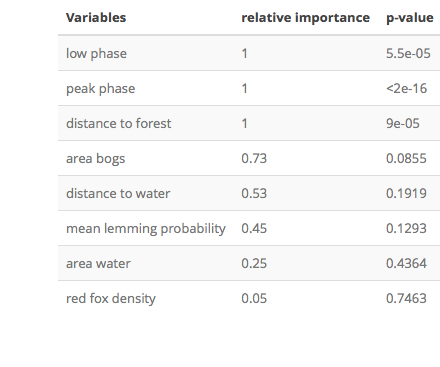 Variables relative importance p-value
low phase 1 5.5e-05
peak phase 1 <2e-16
distance to forest 1 9e-05
area bogs 0.73 0.0855
distance to water 0.53 0.1919
mean lemming probability 0.45 0.1293
area water 0.25 0.4364
red fox density 0.05 0.7463